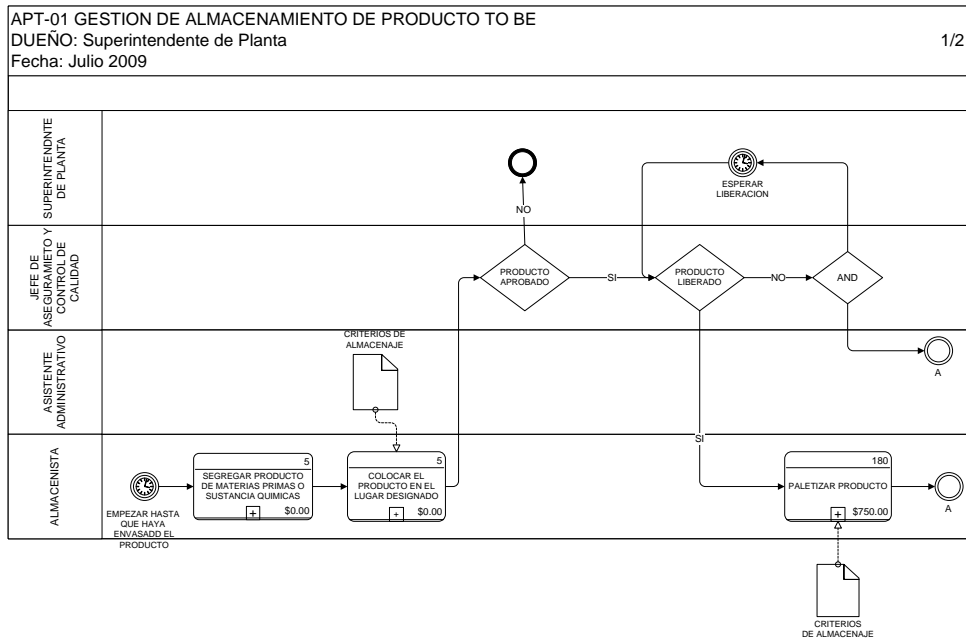 APT-01 GESTION DE ALMACENAMIENTO DE PRODUCTO TO BE
DUEÑO: Superintendente de Planta
1/2
Fecha: Julio 2009
SUPERINTENDNTE
DE PLANTA
ESPERAR
LIBERACION
NO
JEFE DE
ASEGURAMIETO Y
CONTROL DE
CALIDAD
PRODUCTO
APROBADO
SI
PRODUCTO
LIBERADO
NO
AND
ASISTENTE
ADMINISTRATIVO
CRITERIOS DE
ALMACENAJE
A
SI
ALMACENISTA
EMPEZAR HASTA
QUE HAYA
ENVASADD EL
PRODUCTO
5
SEGREGAR PRODUCTO
DE MATERIAS PRIMAS O
SUSTANCIA QUIMICAS
$0.00
5
COLOCAR EL
PRODUCTO EN EL
LUGAR DESIGNADO
$0.00
180
PALETIZAR PRODUCTO
$750.00
A
CRITERIOS
DE ALMACENAJE